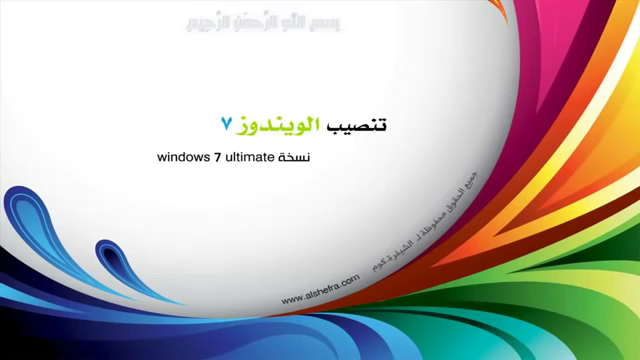 بسم الله الرحمن الرحيم
تنصيب الويندوز ٧
نسخة windows 7 ultimate
جميع الحقوق محفوظة لـ الشيفرة كوم
www.alshefra.com